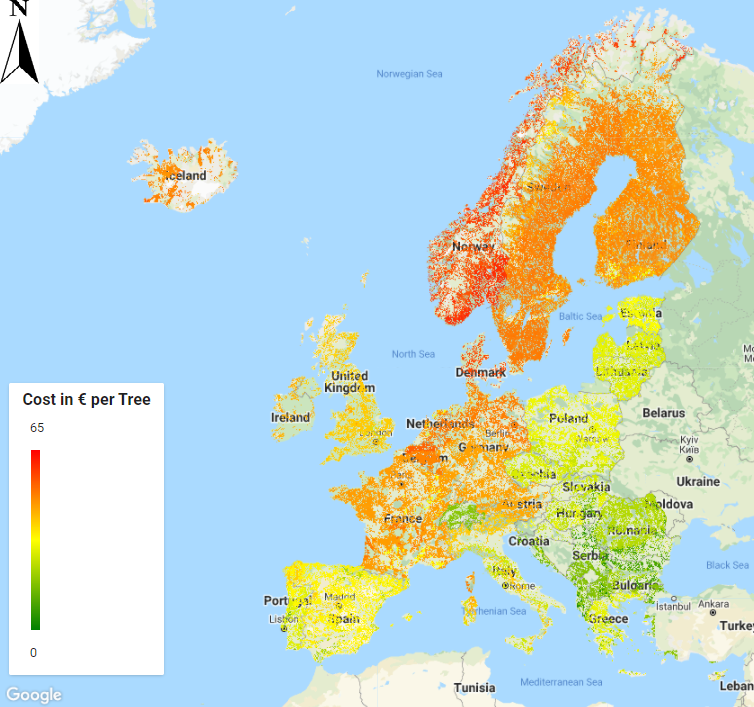 N
Norwegian Sea
Iceland
Sweden
Norway
Finland
Baltic Sea
Estonia
North Sea
Latvia
Denmark
Lithuania
United
Kingdom
Cost in € per Tree
65
Ireland
London
Netherlands
Berlin
Germany
Poland
Warsaw
Belarus
Kyiv
Київ
Belgium
Paris
Czechia
Slovakia
Ukraine
Austria
Hungary
Moldova
France
Romania
Croatia
Serbia
Black Sea
Italy
Rome
Bulgaria
Portugal
Madrid
Spain
Lisbon
Tyrrhenian Sea
Greece
Istanbul
Ankara
Turkey
0
Tunisia
Mediterranean Sea
Leban
Google